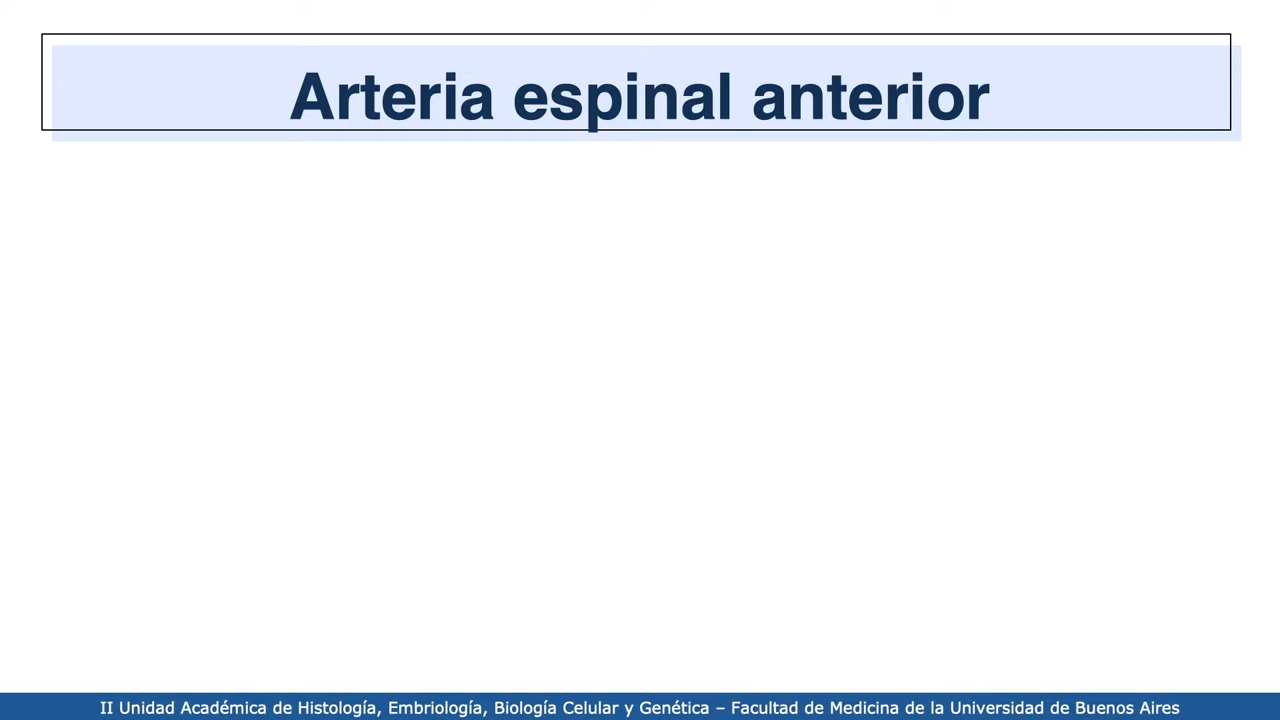 Arteria espinal anterior
II Unidad Académica de Histología, Embriología, Biología Celular y Genética – Facultad de Medicina de la Universidad de Buenos Aires